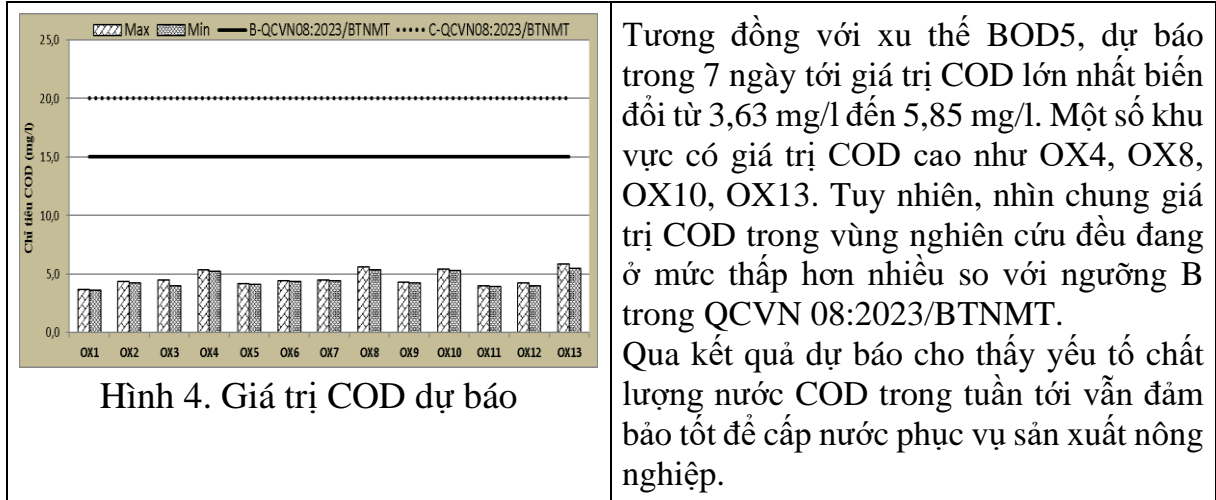 Max Min B-QCVN08:2023/BTNMT C-QCVN08:2023/BTNMT
25,0
20,0
15,0
10,0
5,0
0,0
Chỉ tiêu COD (mg/l)
OX1 OX2 OX3 OX4 OX5 OX6 OX7 OX8 OX9 OX10 OX11 OX12 OX13
Hình 4. Giá trị COD dự báo
Tương đồng với xu thế BOD5, dự báo
trong 7 ngày tới giá trị COD lớn nhất biến
đổi từ 3,63 mg/l đến 5,85 mg/l. Một số khu
vực có giá trị COD cao như OX4, OX8,
OX10, OX13. Tuy nhiên, nhìn chung giá
trị COD trong vùng nghiên cứu đều đang
ở mức thấp hơn nhiều so với ngưỡng B
trong QCVN 08:2023/BTNMT.
Qua kết quả dự báo cho thấy yếu tố chất
lượng nước COD trong tuần tới vẫn đảm
bảo tốt để cấp nước phục vụ sản xuất nông
nghiệp.